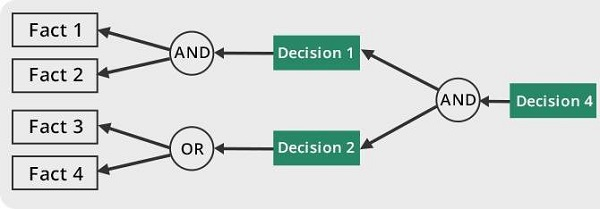 Fact 1
Fact 2
AND
Decision 1
AND
Decision 4
Fact 3
Fact 4
OR
Decision 2